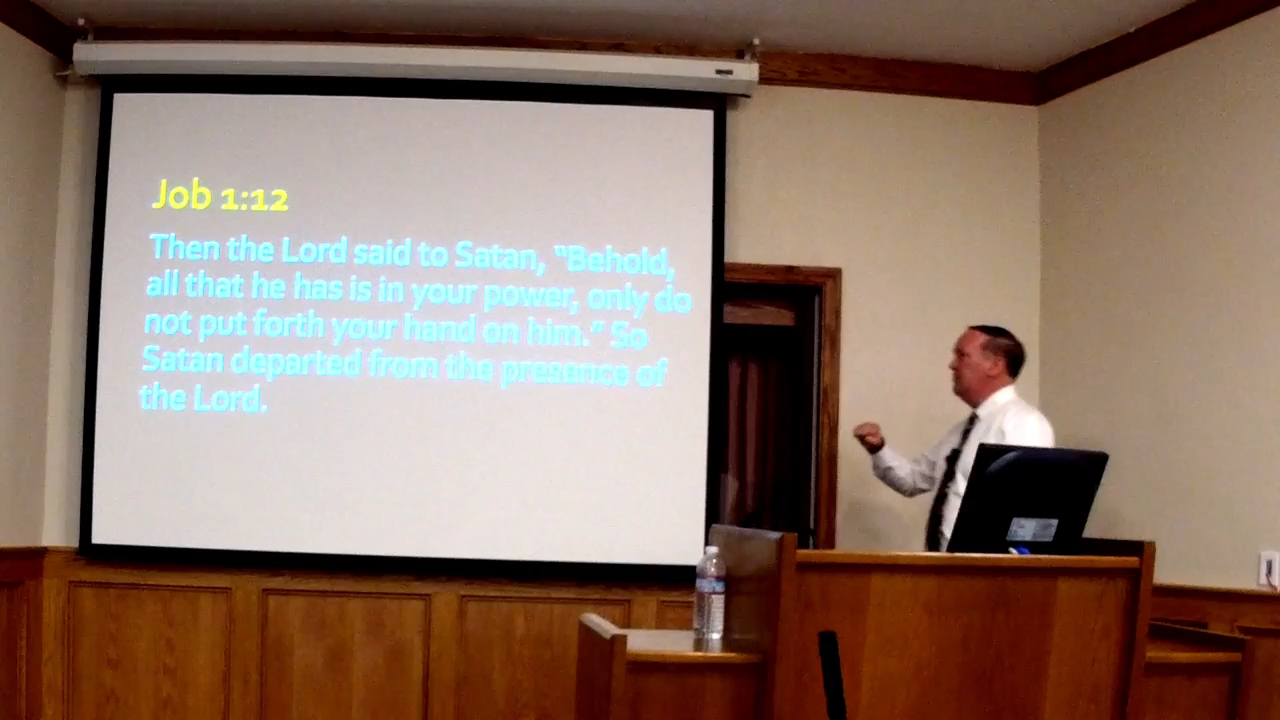 Job 1:12
Then the Lord said to Satan, “Behold,
all that he has is in your power, only do
not put forth your hand on him.” So
Satan departed from the presence of
the Lord.